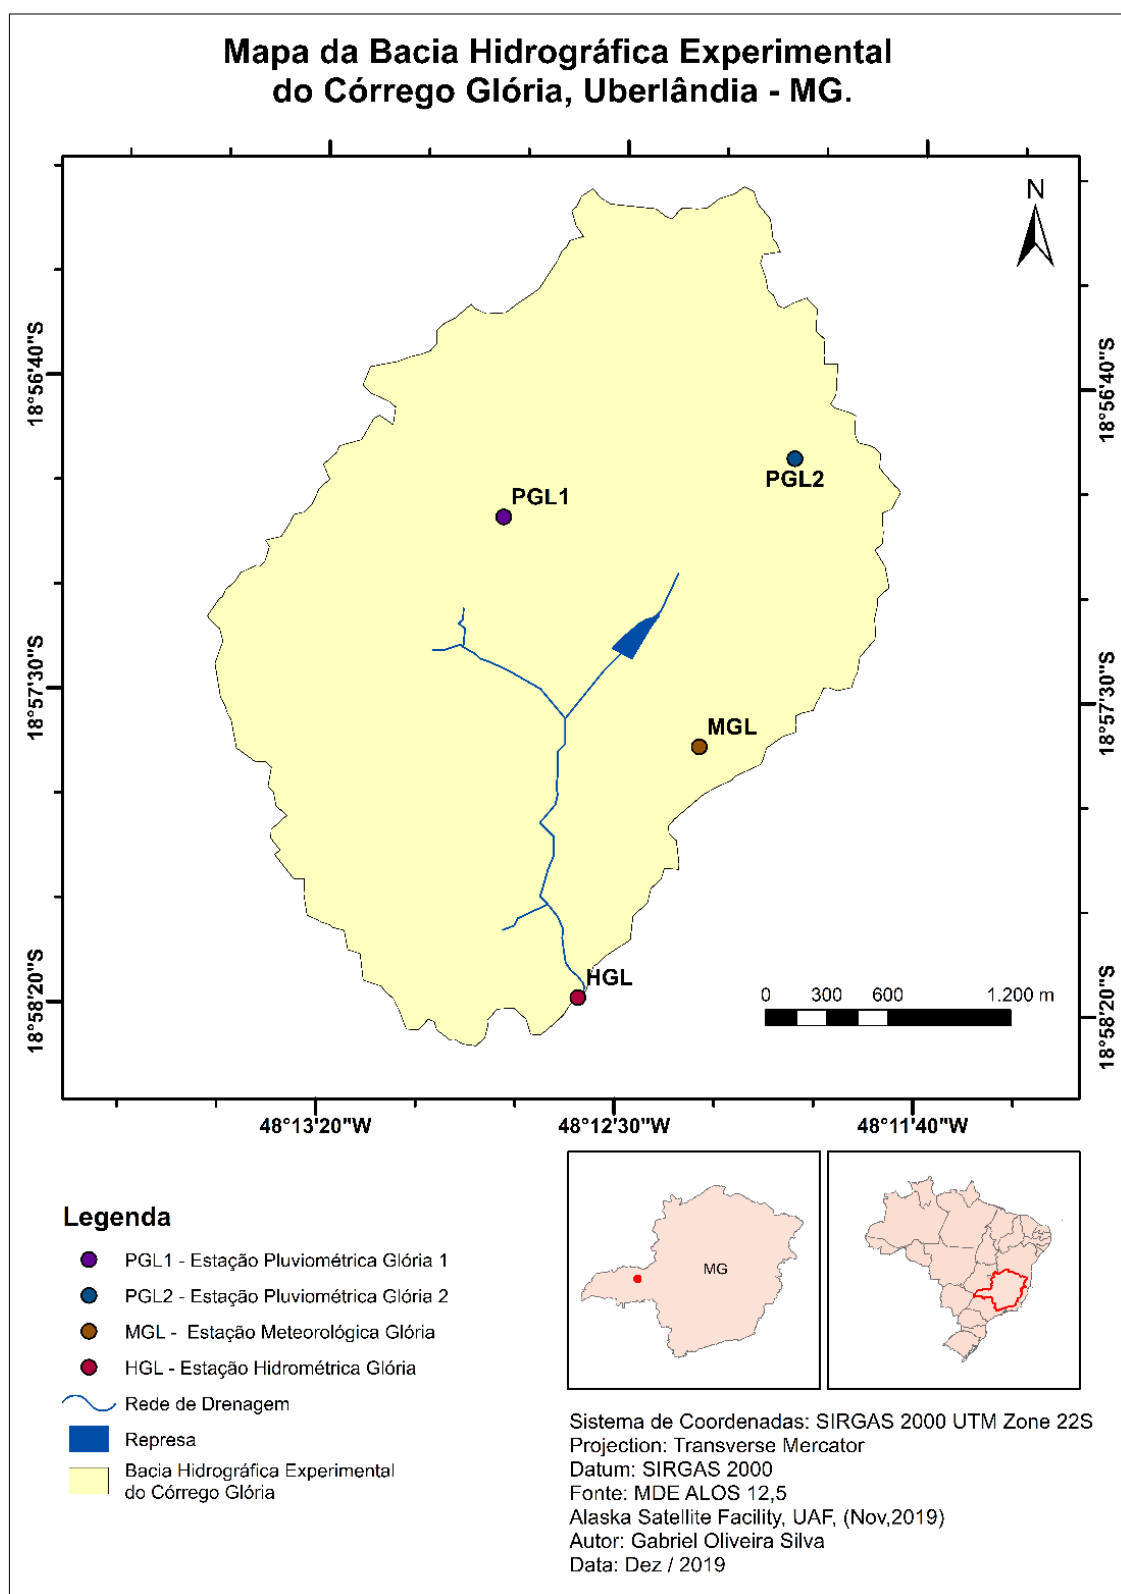 Mapa da Bacia Hidrográfica Experimental
do Córrego Glória, Uberlândia - MG.
N
18°56'40"S
18°56'40"S
PGL2
PGL1
18°57'30"S
18°57'30"S
MGL
HGL
0 300 600 1.200 m
18°58'20"S
18°58'20"S
48°13'20"W
48°12'30"W
48°11'40"W
Legenda
PGL1 - Estação Pluviométrica Glória 1
PGL2 - Estação Pluviométrica Glória 2
MGL - Estação Meteorológica Glória
HGL - Estação Hidrométrica Glória
Rede de Drenagem
Represa
Bacia Hidrográfica Experimental
do Córrego Glória
MG
Sistema de Coordenadas: SIRGAS 2000 UTM Zone 22S
Projection: Transverse Mercator
Datum: SIRGAS 2000
Fonte: MDE ALOS 12,5
Alaska Satellite Facility, UAF, (Nov,2019)
Autor: Gabriel Oliveira Silva
Data: Dez / 2019